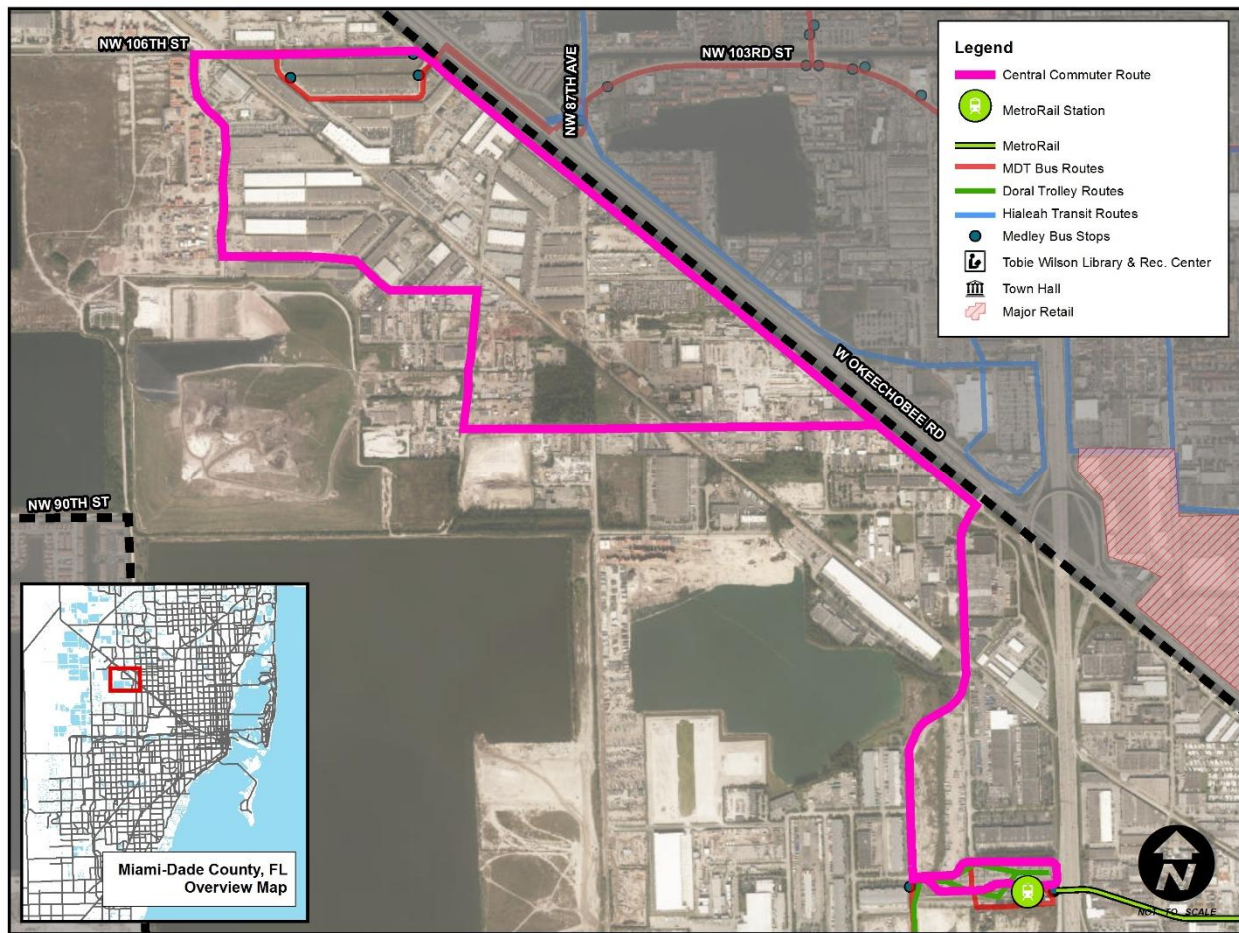 NW 106TH ST
NW 87TH AVE
NW 103RD ST
W OKEECHOBEE RD
NW 90TH ST
Legend
Central Commuter Route
MetroRail Station
MetroRail
MDT Bus Routes
Doral Trolley Routes
Hialeah Transit Routes
Medley Bus Stops
Tobie Wilson Library & Rec. Center
Town Hall
Major Retail
Miami-Dade County, FL
Overview Map
N
NOT TO SCALE